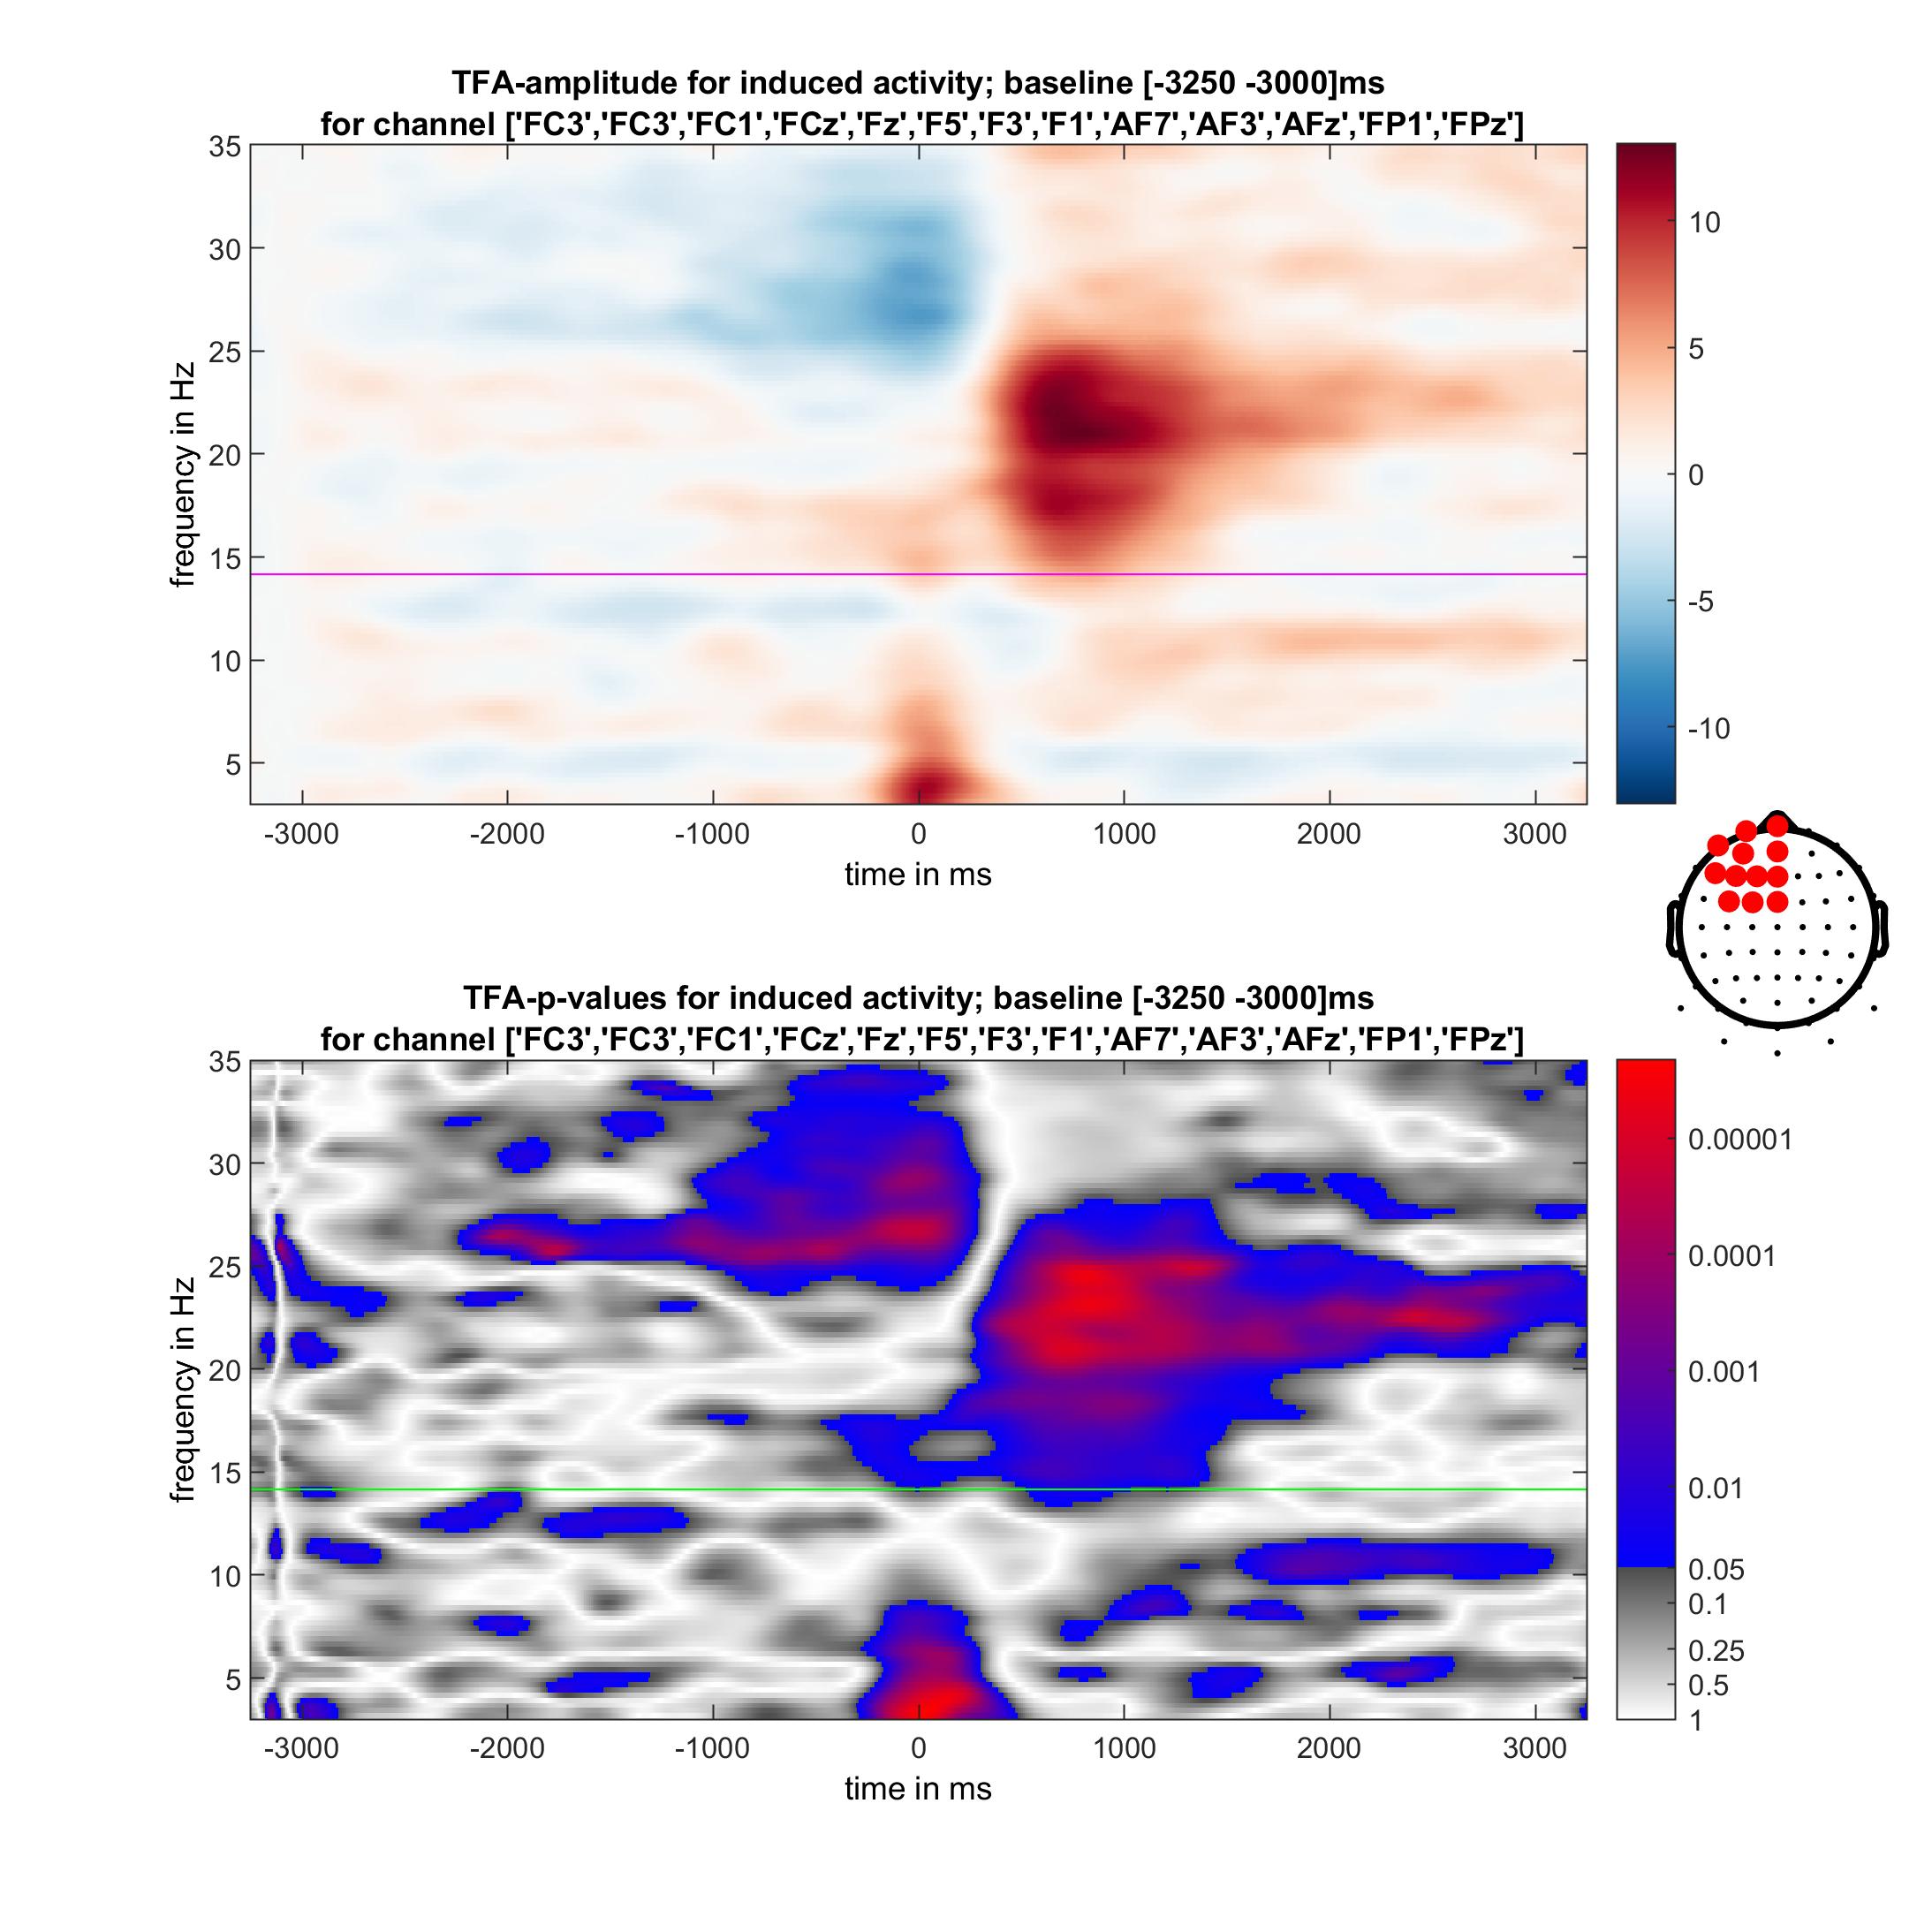 TFA-amplitude for induced activity; baseline [-3250 -3000]ms
for channel ['FC3','FC3','FC1','FCz','Fz','F5','F3','F1','AF7','AF3','AFz','FP1','FPz']
35
30
25
20
15
10
5
frequency in Hz
-3000 -2000 -1000 0 1000 2000 3000
time in ms
10
5
0
-5
-10
TFA-p-values for induced activity; baseline [-3250 -3000]ms
for channel ['FC3','FC3','FC1','FCz','Fz','F5','F3','F1','AF7','AF3','AFz','FP1','FPz']
35
30
25
20
15
10
5
frequency in Hz
-3000 -2000 -1000 0 1000 2000 3000
time in ms
0.00001
0.0001
0.001
0.01
0.05
0.1
0.25
0.5
1